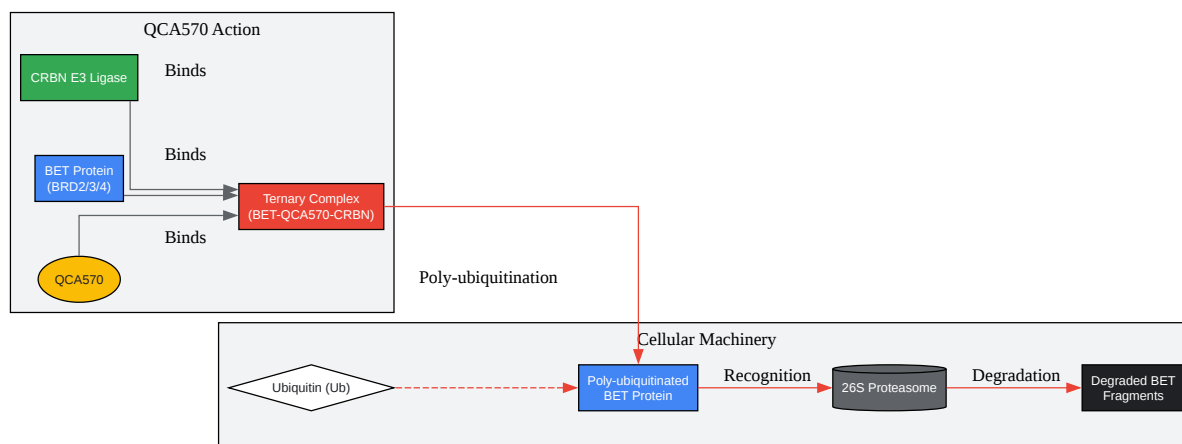 QCA570 Action
CRBN E3 Ligase
Binds
Binds
BET Protein
(BRD2/3/4)
Ternary Complex
(BET-QCA570-CRBN)
Binds
QCA570
Poly-ubiquitination
Cellular Machinery
Ubiquitin (Ub)
Poly-ubiquitinated
BET Protein
Recognition
26S Proteasome
Degradation
Degraded BET
Fragments